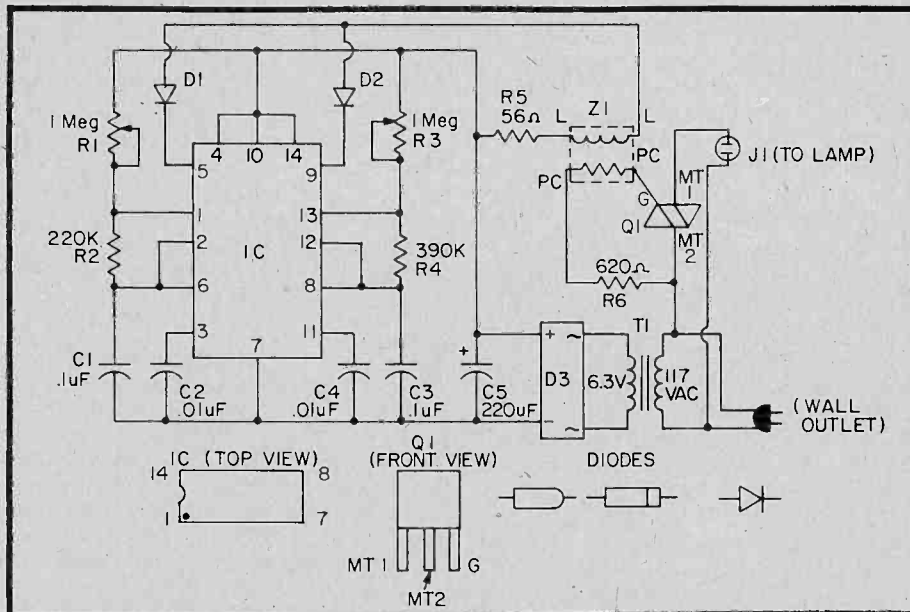 D1
D2
1 Meg
R1
4 10 14
1 Meg
R3
R5
56Ω
L Z1 L
PC
PC
J1 (TO LAMP)
G
MT 1
Q1
MT 2
5 9
1 13
220K
R2
2 12
IC
390K
R4
6 8
3 11
7
620Ω
R6
C1
.1uF
C2
.01uF
C4
.01uF
C3
.1uF
+
C5
220uF
+ ~
D3
- ~
T1
6.3V
117
VAC
(WALL
OUTLET)
IC (TOP VIEW)
14 8
1 7
Q1
(FRONT VIEW)
MT 1 G
MT2
DIODES